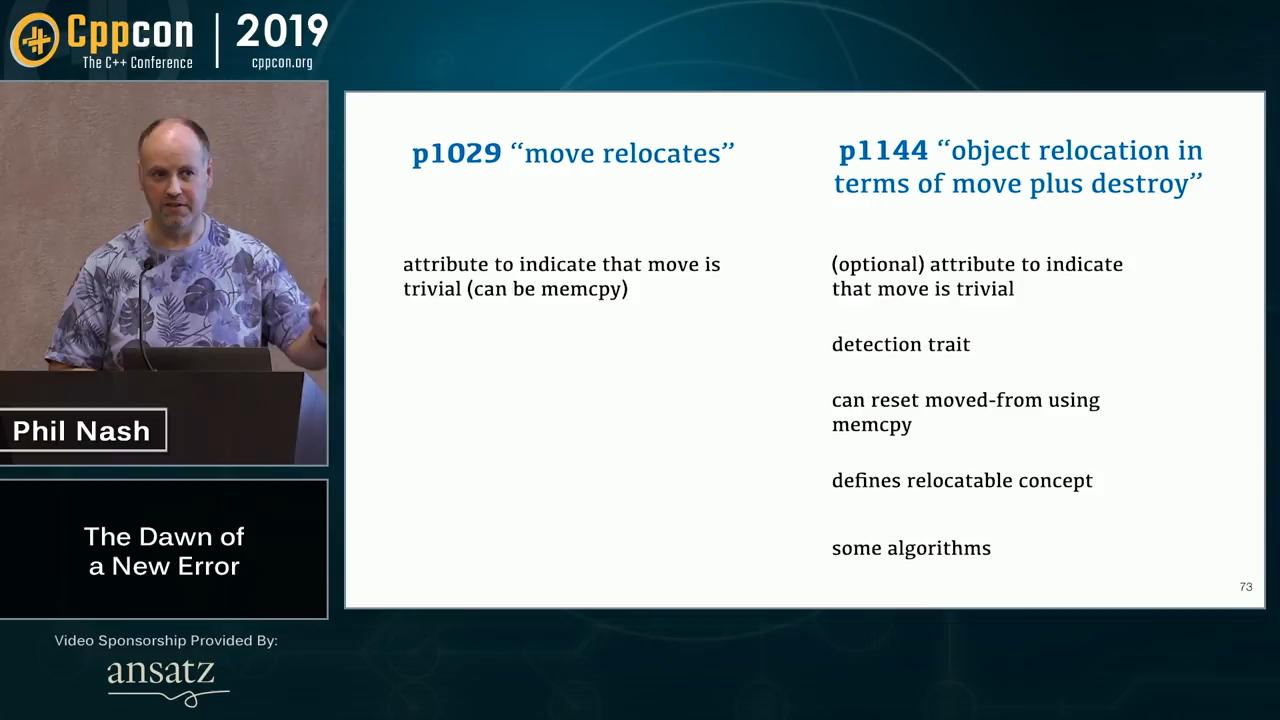 Cppcon
The C++ Conference
2019
cppcon.org
p1029 “move relocates”
attribute to indicate that move is
trivial (can be memcpy)
p1144 “object relocation in
terms of move plus destroy”
(optional) attribute to indicate
that move is trivial
detection trait
can reset moved-from using
memcpy
defines relocatable concept
some algorithms
73
Phil Nash
The Dawn of
a New Error
Video Sponsorship Provided By:
ansatz